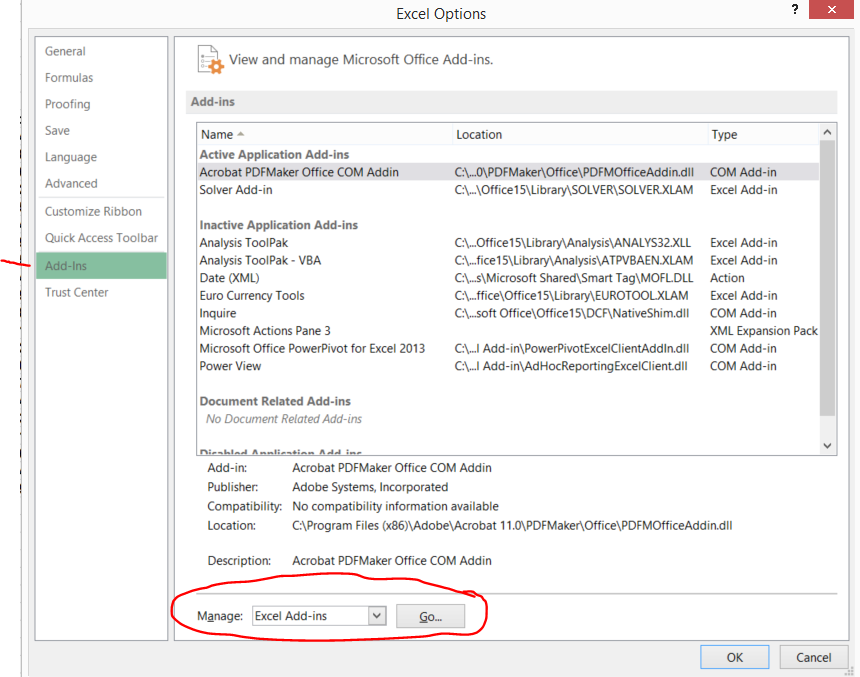 Excel Options
?
General
Formulas
Proofing
Save
Language
Advanced
Customize Ribbon
Quick Access Toolbar
Add-Ins
Trust Center
View and manage Microsoft Office Add-ins.
Add-ins
Name Location Type
Active Application Add-ins
Acrobat PDFMaker Office COM Addin C:\...0\PDFMaker\Office\PDFMOfficeAddin.dll COM Add-in
Solver Add-in C:\...\Office15\Library\SOLVER\SOLVER.XLAM Excel Add-in
Inactive Application Add-ins
Analysis ToolPak C:\...Office15\Library\Analysis\ANALYS32.XLL Excel Add-in
Analysis ToolPak - VBA C:\...fice15\Library\Analysis\ATPVBAEN.XLAM Excel Add-in
Date (XML) C:\...s\Microsoft Shared\Smart Tag\MOFL.DLL Action
Euro Currency Tools C:\...ffice\Office15\Library\EUROTOOL.XLAM Excel Add-in
Inquire C:\...soft Office\Office15\DCF\NativeShim.dll COM Add-in
Microsoft Actions Pane 3 XML Expansion Pack
Microsoft Office PowerPivot for Excel 2013 C:\...l Add-in\PowerPivotExcelClientAddIn.dll COM Add-in
Power View C:\...l Add-in\AdHocReportingExcelClient.dll COM Add-in
Document Related Add-ins
No Document Related Add-ins
Disabled Application Add-ins
Add-in: Acrobat PDFMaker Office COM Addin
Publisher: Adobe Systems, Incorporated
Compatibility: No compatibility information available
Location: C:\Program Files (x86)\Adobe\Acrobat 11.0\PDFMaker\Office\PDFMOfficeAddin.dll
Description: Acrobat PDFMaker Office COM Addin
Manage: Excel Add-ins Go...
OK Cancel